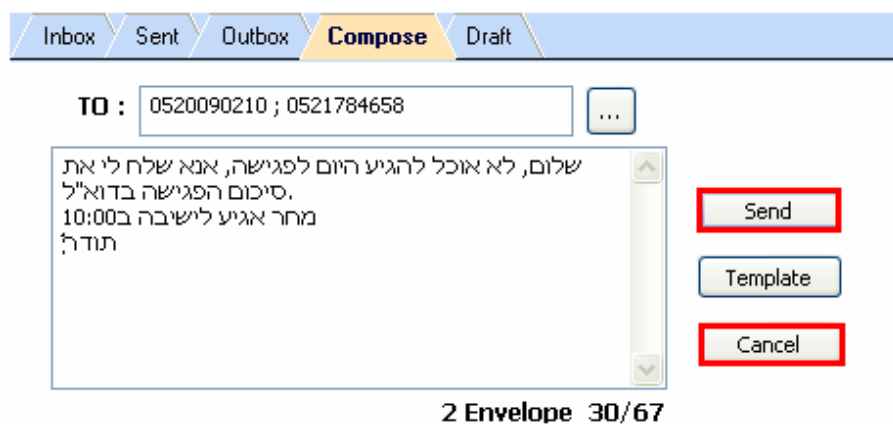 Inbox Sent Outbox Compose Draft
TO : 0520090210 ; 0521784658 ...
שלום, לא אוכל להגיע היום לפגישה, אנא שלח לי את
סיכום הפגישה בדוא"ל.
מחר אגיע לישיבה ב10:00
תודה
Send
Template
Cancel
2 Envelope 30/67